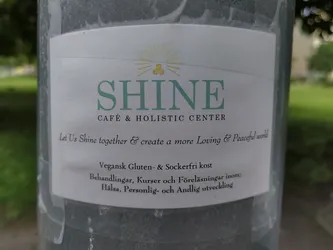 SHINE
CAFÉ & HOLISTIC CENTER
Let Us Shine together & create a more Loving & Peaceful world
Vegansk Gluten- & Sockerfri kost
Behandlingar, Kurser och Föreläsningar inom:
Hälsa, Personlig- och Andlig utveckling